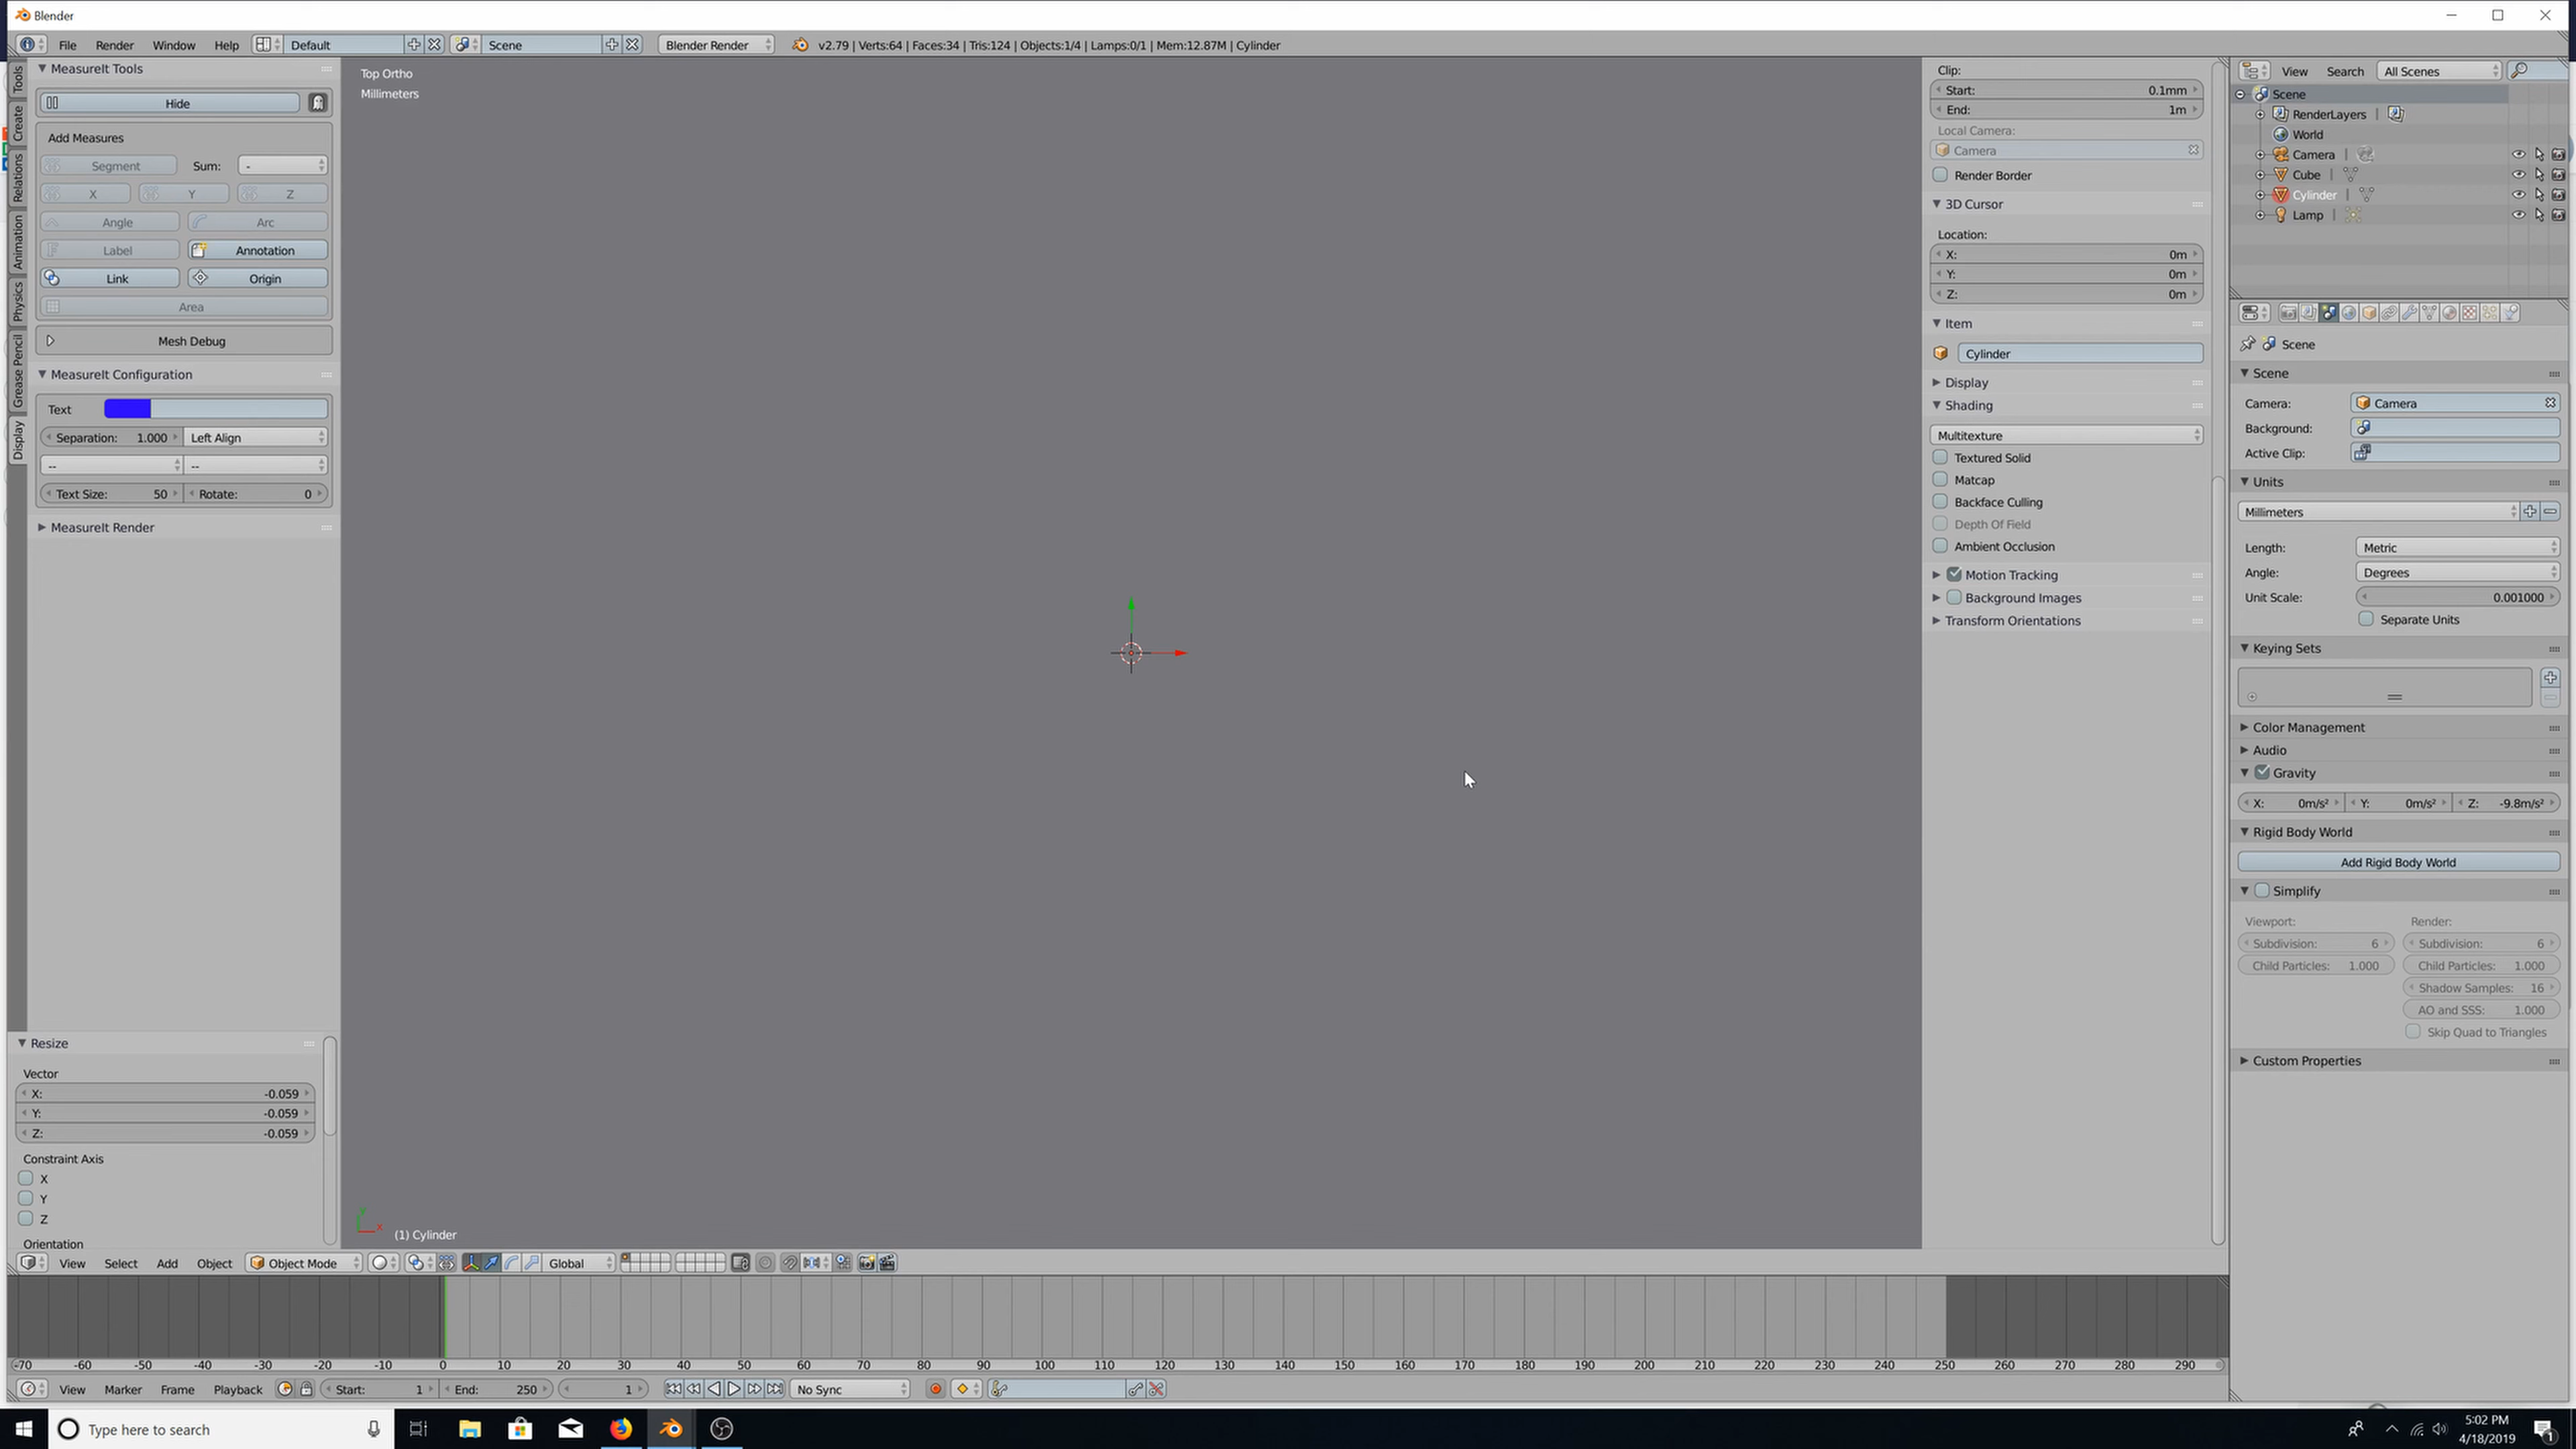 Blender
File Render Window Help Default Scene Blender Render v2.79 | Verts:64 | Faces:34 | Tris:124 | Objects:1/4 | Lamps:0/1 | Mem:12.87M | Cylinder
Tools
Create
Relations
Animation
Physics
Grease Pencil
Display
MeasureIt Tools
Hide
Add Measures
Segment Sum: -
X Y Z
Angle Arc
Label Annotation
Link Origin
Area
Mesh Debug
MeasureIt Configuration
Text
Separation: 1.000 Left Align
-- --
Text Size: 50 Rotate: 0
MeasureIt Render
Resize
Vector
X: -0.059
Y: -0.059
Z: -0.059
Constraint Axis
X
Y
Z
Orientation
Top Ortho
Millimeters
y
x
(1) Cylinder
Clip:
Start: 0.1mm
End: 1m
Local Camera:
Camera
Render Border
3D Cursor
Location:
X: 0m
Y: 0m
Z: 0m
Item
Cylinder
Display
Shading
Multitexture
Textured Solid
Matcap
Backface Culling
Depth Of Field
Ambient Occlusion
Motion Tracking
Background Images
Transform Orientations
View Search All Scenes
Scene
RenderLayers
World
Camera
Cube
Cylinder
Lamp
Scene
Scene
Camera: Camera
Background:
Active Clip:
Units
Millimeters
Length: Metric
Angle: Degrees
Unit Scale: 0.001000
Separate Units
Keying Sets
Color Management
Audio
Gravity
X: 0m/s² Y: 0m/s² Z: -9.8m/s²
Rigid Body World
Add Rigid Body World
Simplify
Viewport: Render:
Subdivision: 6 Subdivision: 6
Child Particles: 1.000 Child Particles: 1.000
Shadow Samples: 16
AO and SSS: 1.000
Skip Quad to Triangles
Custom Properties
View Select Add Object Object Mode Global
-70 -60 -50 -40 -30 -20 -10 0 10 20 30 40 50 60 70 80 90 100 110 120 130 140 150 160 170 180 190 200 210 220 230 240 250 260 270 280 290
View Marker Frame Playback Start: 1 End: 250 1 No Sync
Type here to search
5:02 PM
4/18/2019
1